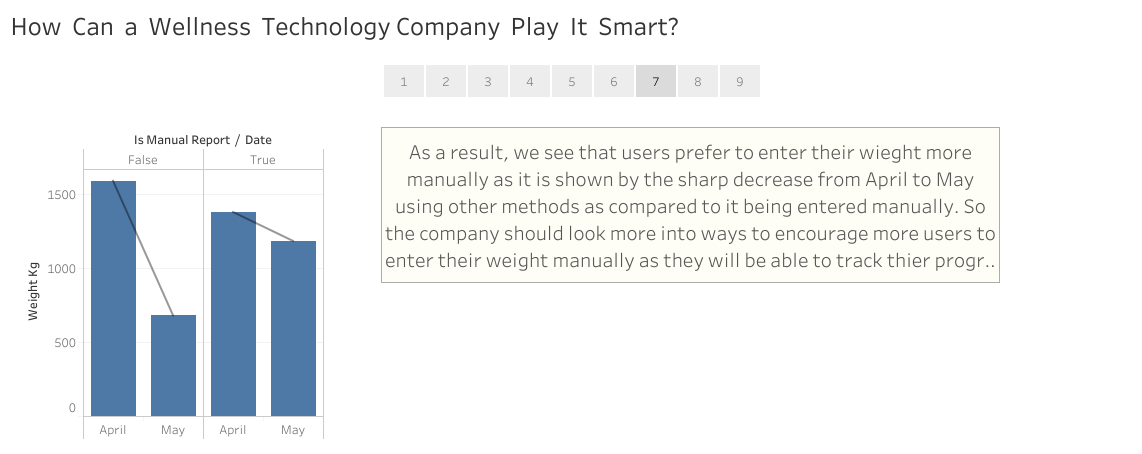 How Can a Wellness Technology Company Play It Smart?
1 2 3 4 5 6 7 8 9
Is Manual Report / Date
False True
1500
1000
500
0
Weight Kg
April May April May
As a result, we see that users prefer to enter their wieght more
manually as it is shown by the sharp decrease from April to May
using other methods as compared to it being entered manually. So
the company should look more into ways to encourage more users to
enter their weight manually as they will be able to track thier progr..